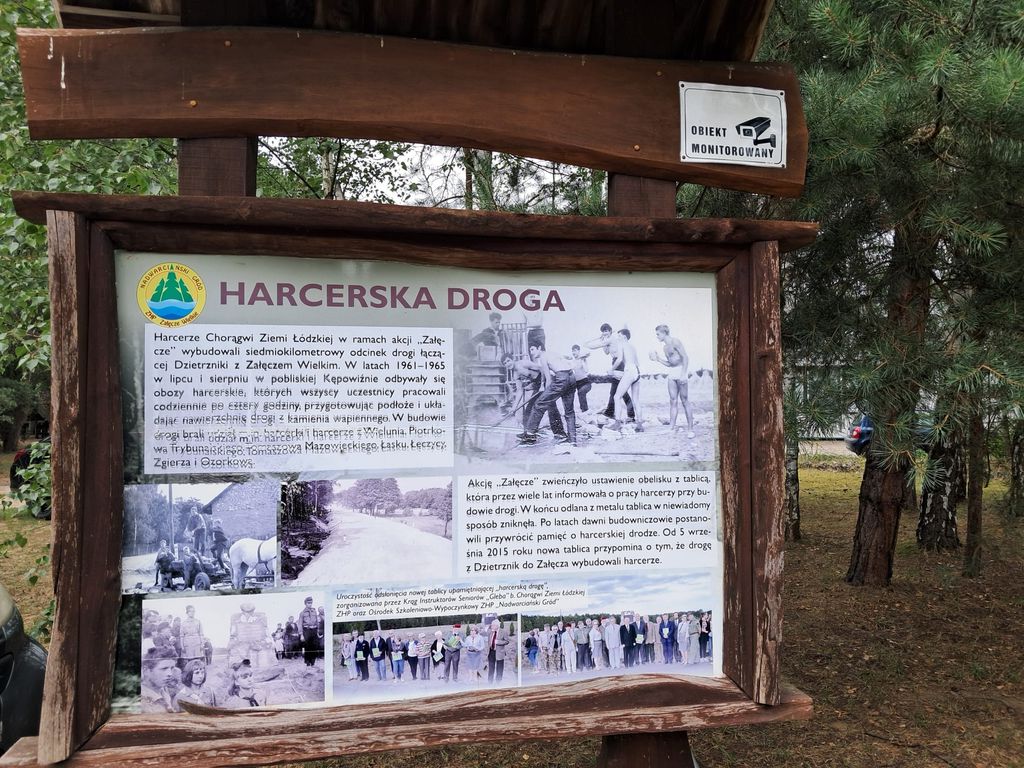 OBIEKT
MONITOROWANY
NADWARCIAŃSKI GRÓD
ZHP Załęcze Wielkie
HARCERSKA DROGA
Harcerze Chorągwi Ziemi Łódzkiej w ramach akcji „Załę-
cze” wybudowali siedmiokilometrowy odcinek drogi łączą-
cej Dzietrzniki z Załęczem Wielkim. W latach 1961–1965
w lipcu i sierpniu w pobliskiej Kępowiźnie odbywały się
obozy harcerskie, których wszyscy uczestnicy pracowali
codziennie po cztery godziny, przygotowując podłoże i ukła-
dając nawierzchnię drogi z kamienia wapiennego. W budowie
drogi brali udział m.in. harcerki i harcerze z Wielunia, Piotrko-
wa Trybunalskiego, Tomaszowa Mazowieckiego, Łasku, Łęczycy,
Zgierza i Ozorkowa.
Akcję „Załęcze” zwieńczyło ustawienie obelisku z tablicą,
która przez wiele lat informowała o pracy harcerzy przy bu-
dowie drogi. W końcu odlana z metalu tablica w niewiadomy
sposób zniknęła. Po latach dawni budowniczowie postano-
wili przywrócić pamięć o harcerskiej drodze. Od 5 wrze-
śnia 2015 roku nowa tablica przypomina o tym, że drogę
z Dzietrznik do Załęcza wybudowali harcerze.
Uroczystość odsłonięcia nowej tablicy upamiętniającej „harcerską drogę”,
zorganizowana przez Krąg Instruktorów Seniorów „Gleba” b. Chorągwi Ziemi Łódzkiej
ZHP oraz Ośrodek Szkoleniowo-Wypoczynkowy ZHP „Nadwarciański Gród”